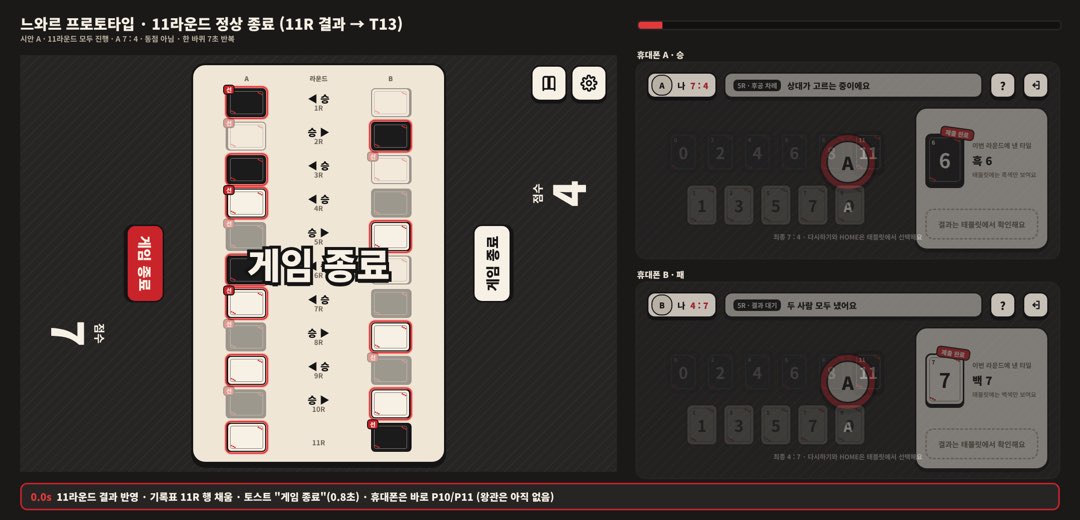 느와르 프로토타입 · 11라운드 정상 종료 (11R 결과 → T13)
시안 A · 11라운드 모두 진행 · A 7 : 4 · 동점 아님 · 한 바퀴 7초 반복
A 라운드 B
선
◀ 승
1R
선
승 ▶
2R
◀ 승
선
3R
선
◀ 승
4R
선
5R
게임 종료
6R
선
◀ 승
7R
선
승 ▶
8R
◀ 승
선
9R
선
승 ▶
10R
선
11R
게임 종료
게임 종료
7
점수
점수
4
휴대폰 A · 승
A 나 7 : 4
5R · 후공 차례 상대가 고르는 중이에요
?
0 2 4 6 11
A
1 3 5 7 A
최종 7 : 4 · 다시하기와 HOME은 태블릿에서 선택해요
제출 완료
6
6
이번 라운드에 낸 타일
흑 6
태블릿에는 흑색만 보여요
결과는 태블릿에서 확인해요
휴대폰 B · 패
B 나 4 : 7
5R · 결과 대기 두 사람 모두 냈어요
?
0 2 4 6 11
A
1 3 5 7 A
최종 4 : 7 · 다시하기와 HOME은 태블릿에서 선택해요
제출 완료
7
7
이번 라운드에 낸 타일
백 7
태블릿에는 백색만 보여요
결과는 태블릿에서 확인해요
0.0s 11라운드 결과 반영 · 기록표 11R 행 채움 · 토스트 "게임 종료"(0.8초) · 휴대폰은 바로 P10/P11 (왕관은 아직 없음)